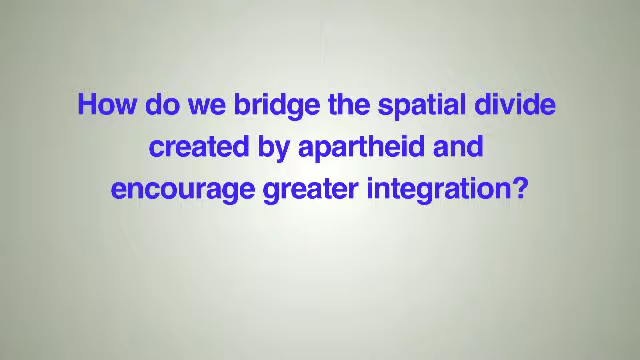 How do we bridge the spatial divide
created by apartheid and
encourage greater integration?